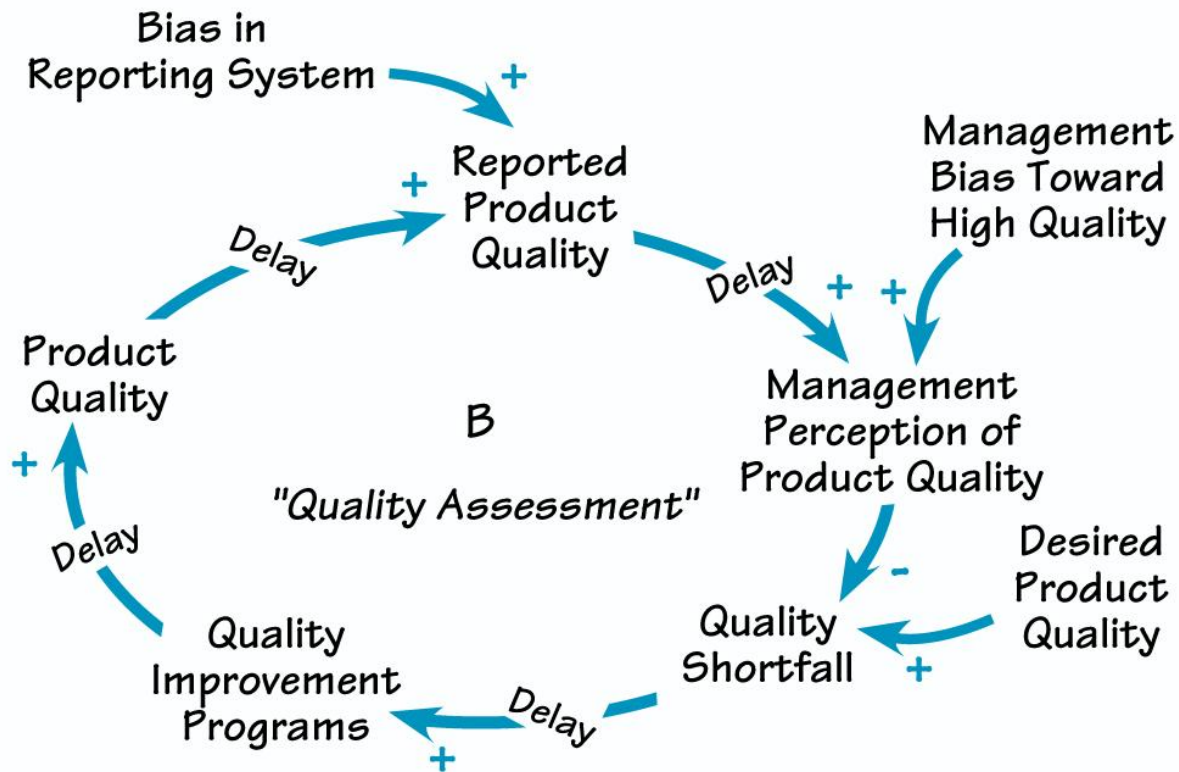 Bias in
Reporting System
+
Reported
Product
Quality
+
Delay
Management
Bias Toward
High Quality
Delay
+
+
Product
Quality
Management
Perception of
Product Quality
B
"Quality Assessment"
+
Delay
-
Desired
Product
Quality
Quality
Shortfall
+
Quality
Improvement
Programs
Delay
+